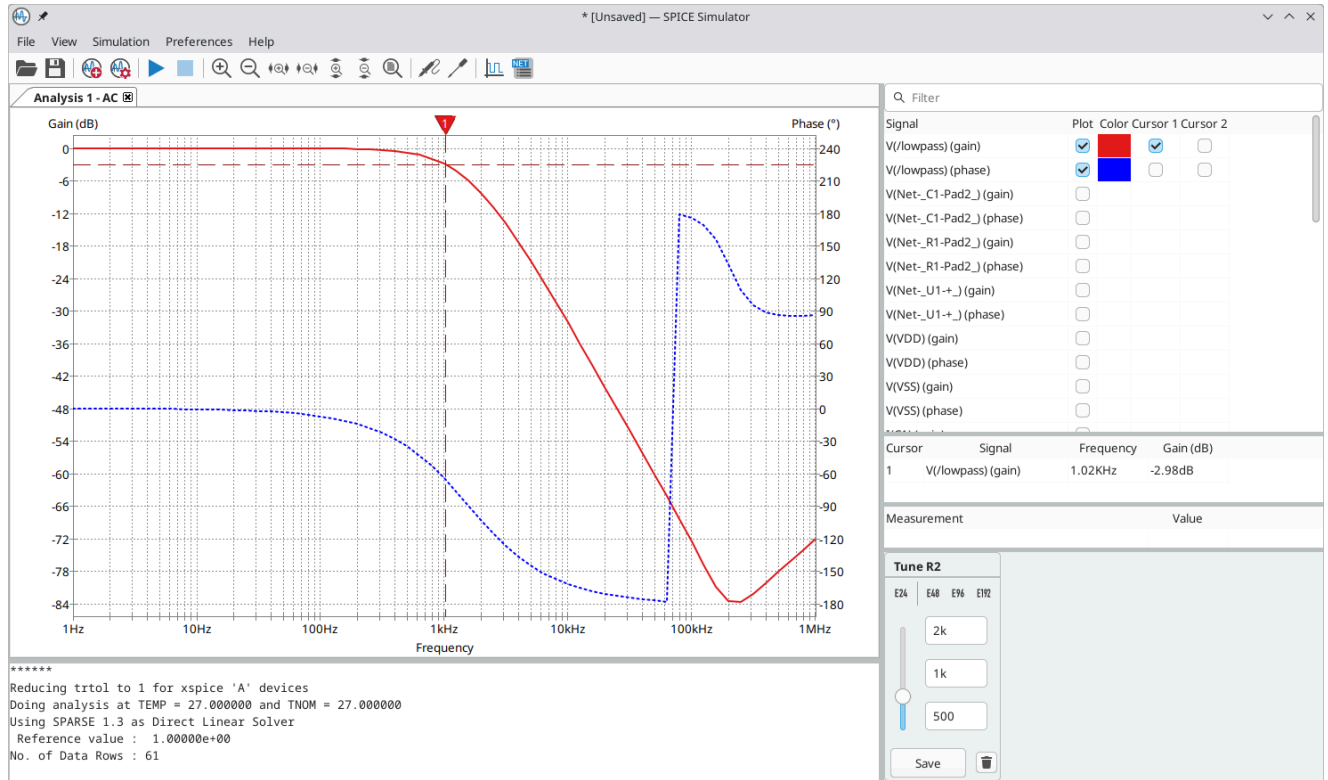 * [Unsaved] — SPICE Simulator
File View Simulation Preferences Help
NET
Analysis 1 - AC
Gain (dB)
Phase (°)
1
0
-6
-12
-18
-24
-30
-36
-42
-48
-54
-60
-66
-72
-78
-84
240
210
180
150
120
90
60
30
0
-30
-60
-90
-120
-150
-180
1Hz 10Hz 100Hz 1kHz 10kHz 100kHz 1MHz
Frequency
******
Reducing trtol to 1 for xspice 'A' devices
Doing analysis at TEMP = 27.000000 and TNOM = 27.000000
Using SPARSE 1.3 as Direct Linear Solver
Reference value : 1.00000e+00
No. of Data Rows : 61
Filter
Signal Plot Color Cursor 1 Cursor 2
V(/lowpass) (gain)
V(/lowpass) (phase)
V(Net-_C1-Pad2_) (gain)
V(Net-_C1-Pad2_) (phase)
V(Net-_R1-Pad2_) (gain)
V(Net-_R1-Pad2_) (phase)
V(Net-_U1-+_) (gain)
V(Net-_U1-+_) (phase)
V(VDD) (gain)
V(VDD) (phase)
V(VSS) (gain)
V(VSS) (phase)
Cursor Signal Frequency Gain (dB)
1 V(/lowpass) (gain) 1.02KHz -2.98dB
Measurement Value
Tune R2
E24 E48 E96 E192
2k
1k
500
Save